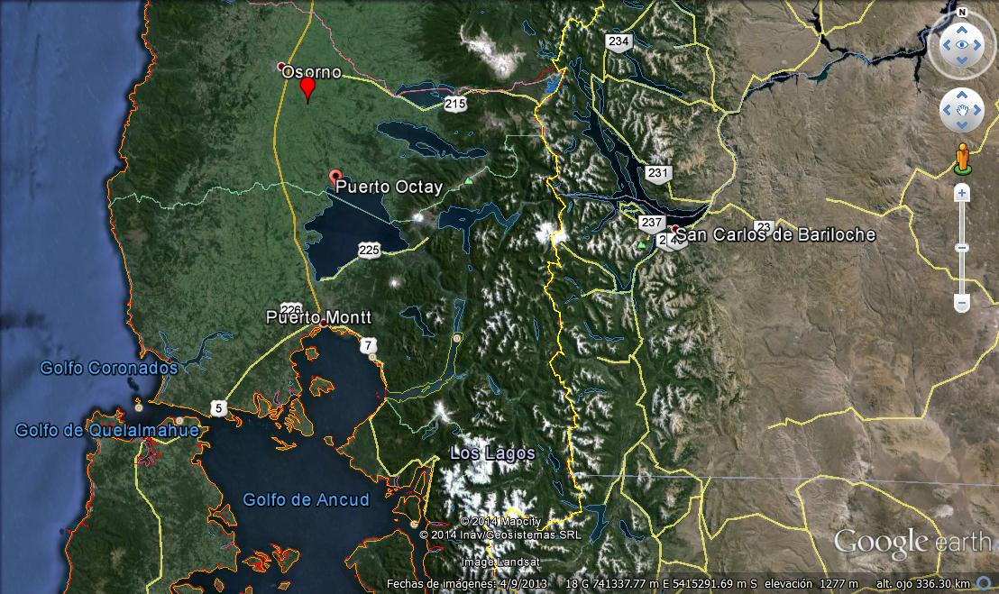 N
234
Osorno
215
231
Puerto Octay
237
23
San Carlos de Bariloche
225
226
Puerto Montt
7
Golfo Coronados
5
Golfo de Quelalmahue
Los Lagos
Golfo de Ancud
© 2014 Mapcity
© 2014 Inav/Geosistemas SRL
Image Landsat
Google earth
Fechas de imágenes: 4/9/2013 18 G 741337.77 m E 5415291.69 m S elevación 1277 m alt. ojo 336.30 km